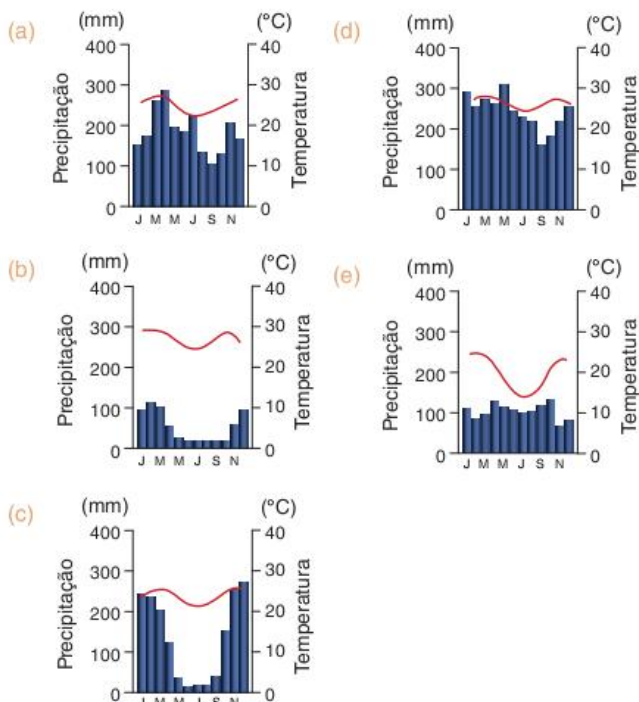 (a)
(mm)
(°C)
Precipitação
400
300
200
100
0
40
30
20
10
0
Temperatura
J M M J S N
(b)
(mm)
(°C)
Precipitação
400
300
200
100
0
40
30
20
10
0
Temperatura
J M M J S N
(c)
(mm)
(°C)
Precipitação
400
300
200
100
0
40
30
20
10
0
Temperatura
J M M J S N
(d)
(mm)
(°C)
Precipitação
400
300
200
100
0
40
30
20
10
0
Temperatura
J M M J S N
(e)
(mm)
(°C)
Precipitação
400
300
200
100
0
40
30
20
10
0
Temperatura
J M M J S N